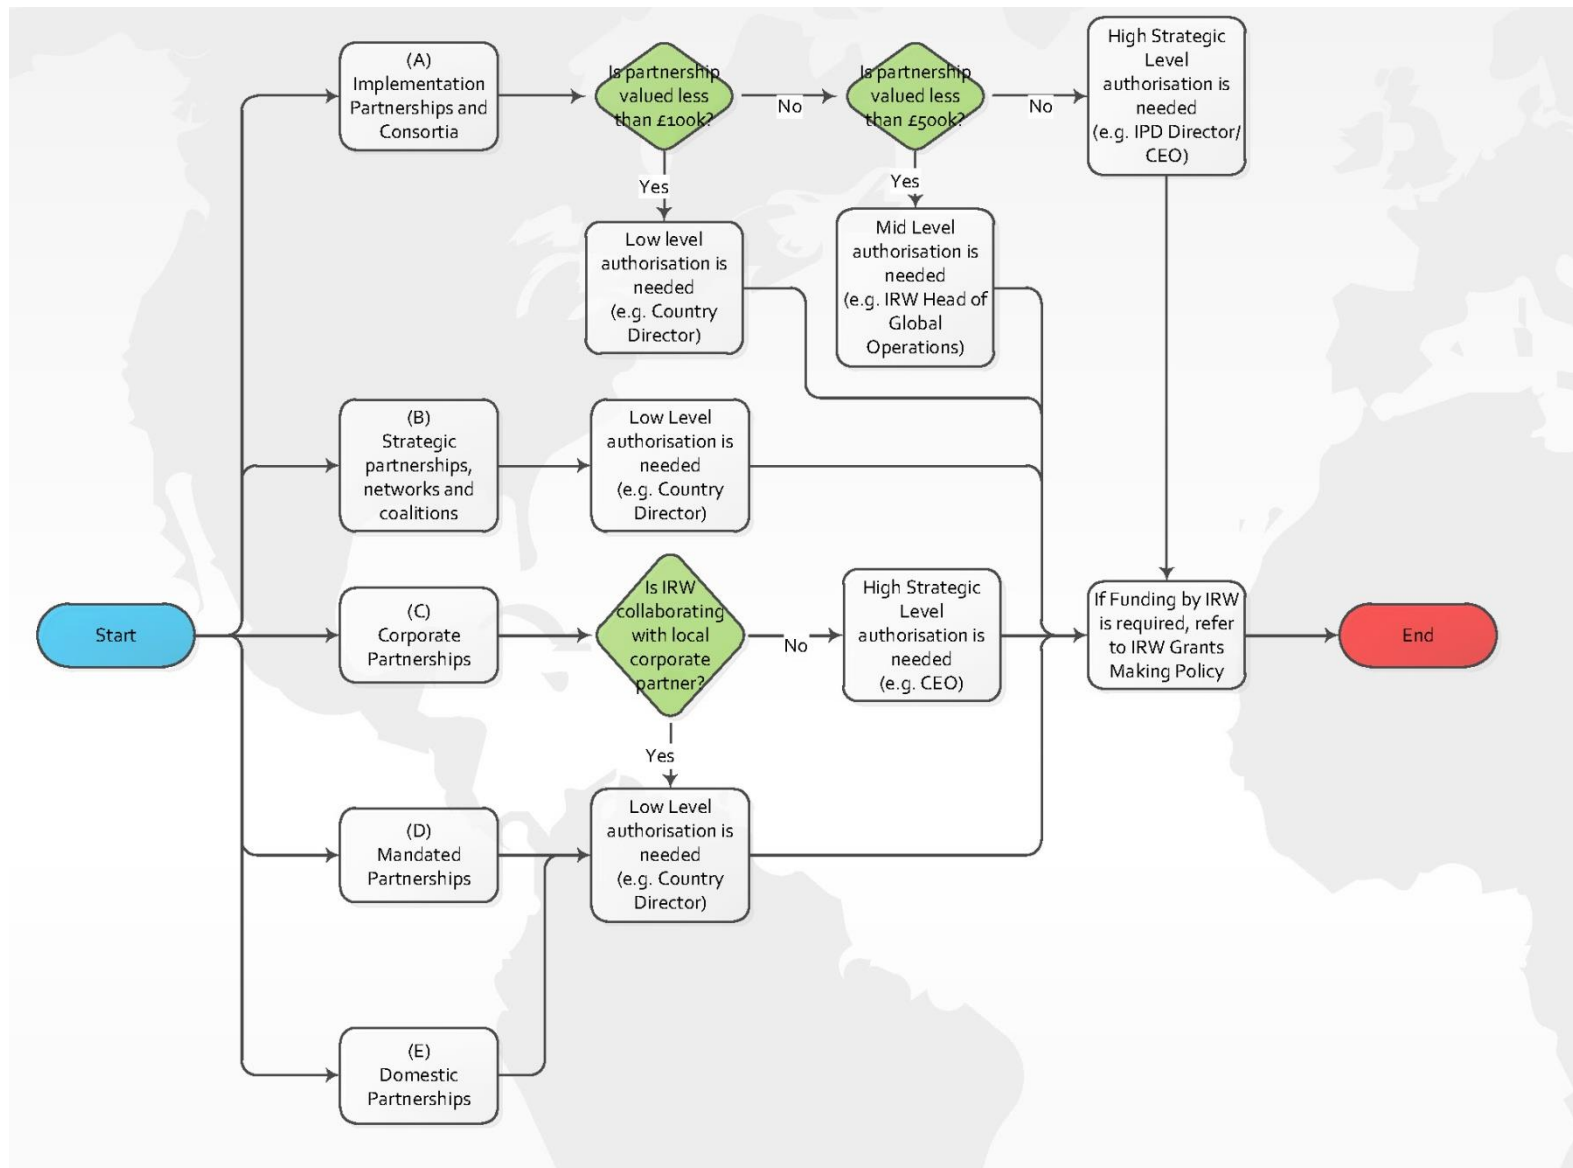 (A)
Implementation
Partnerships and
Consortia
Is partnership
valued less
than £100k?
No
Is partnership
valued less
than £500k?
No
High Strategic
Level
authorisation is
needed
(e.g. IPD Director/
CEO)
Yes
Yes
Low level
authorisation is
needed
(e.g. Country
Director)
Mid Level
authorisation is
needed
(e.g. IRW Head of
Global
Operations)
(B)
Strategic
partnerships,
networks and
coalitions
Low Level
authorisation is
needed
(e.g. Country
Director)
Start
(C)
Corporate
Partnerships
Is IRW
collaborating
with local
corporate
partner?
No
High Strategic
Level
authorisation is
needed
(e.g. CEO)
If Funding by IRW
is required, refer
to IRW Grants
Making Policy
End
Yes
(D)
Mandated
Partnerships
Low Level
authorisation is
needed
(e.g. Country
Director)
(E)
Domestic
Partnerships